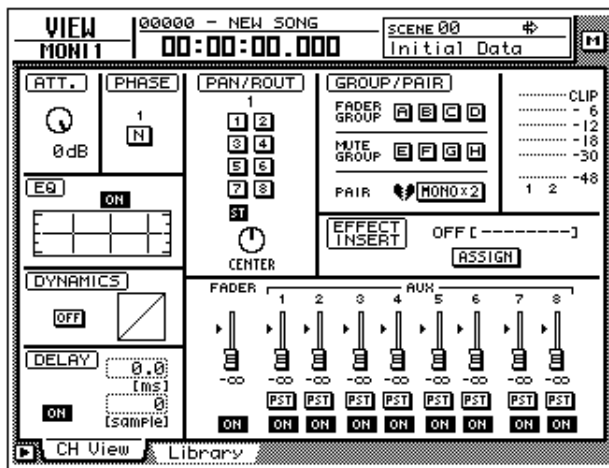 VIEW
MONI1
00000 - NEW SONG
00:00:00.000
SCENE 00
Initial Data
M
ATT.
0dB
PHASE
1
N
PAN/ROUT
1
1 2
3 4
5 6
7 8
ST
CENTER
GROUP/PAIR
FADER GROUP A B C D
MUTE GROUP E F G H
PAIR MONO×2
CLIP
- 6
-12
-18
-30
-48
1 2
EQ
ON
EFFECT INSERT
OFF [---------]
ASSIGN
DYNAMICS
OFF
DELAY
0.0
[ms]
ON
0
[sample]
FADER AUX
1 2 3 4 5 6 7 8
-∞ -∞ -∞ -∞ -∞ -∞ -∞ -∞ -∞
PST PST PST PST PST PST PST PST
ON ON ON ON ON ON ON ON ON
CH View Library